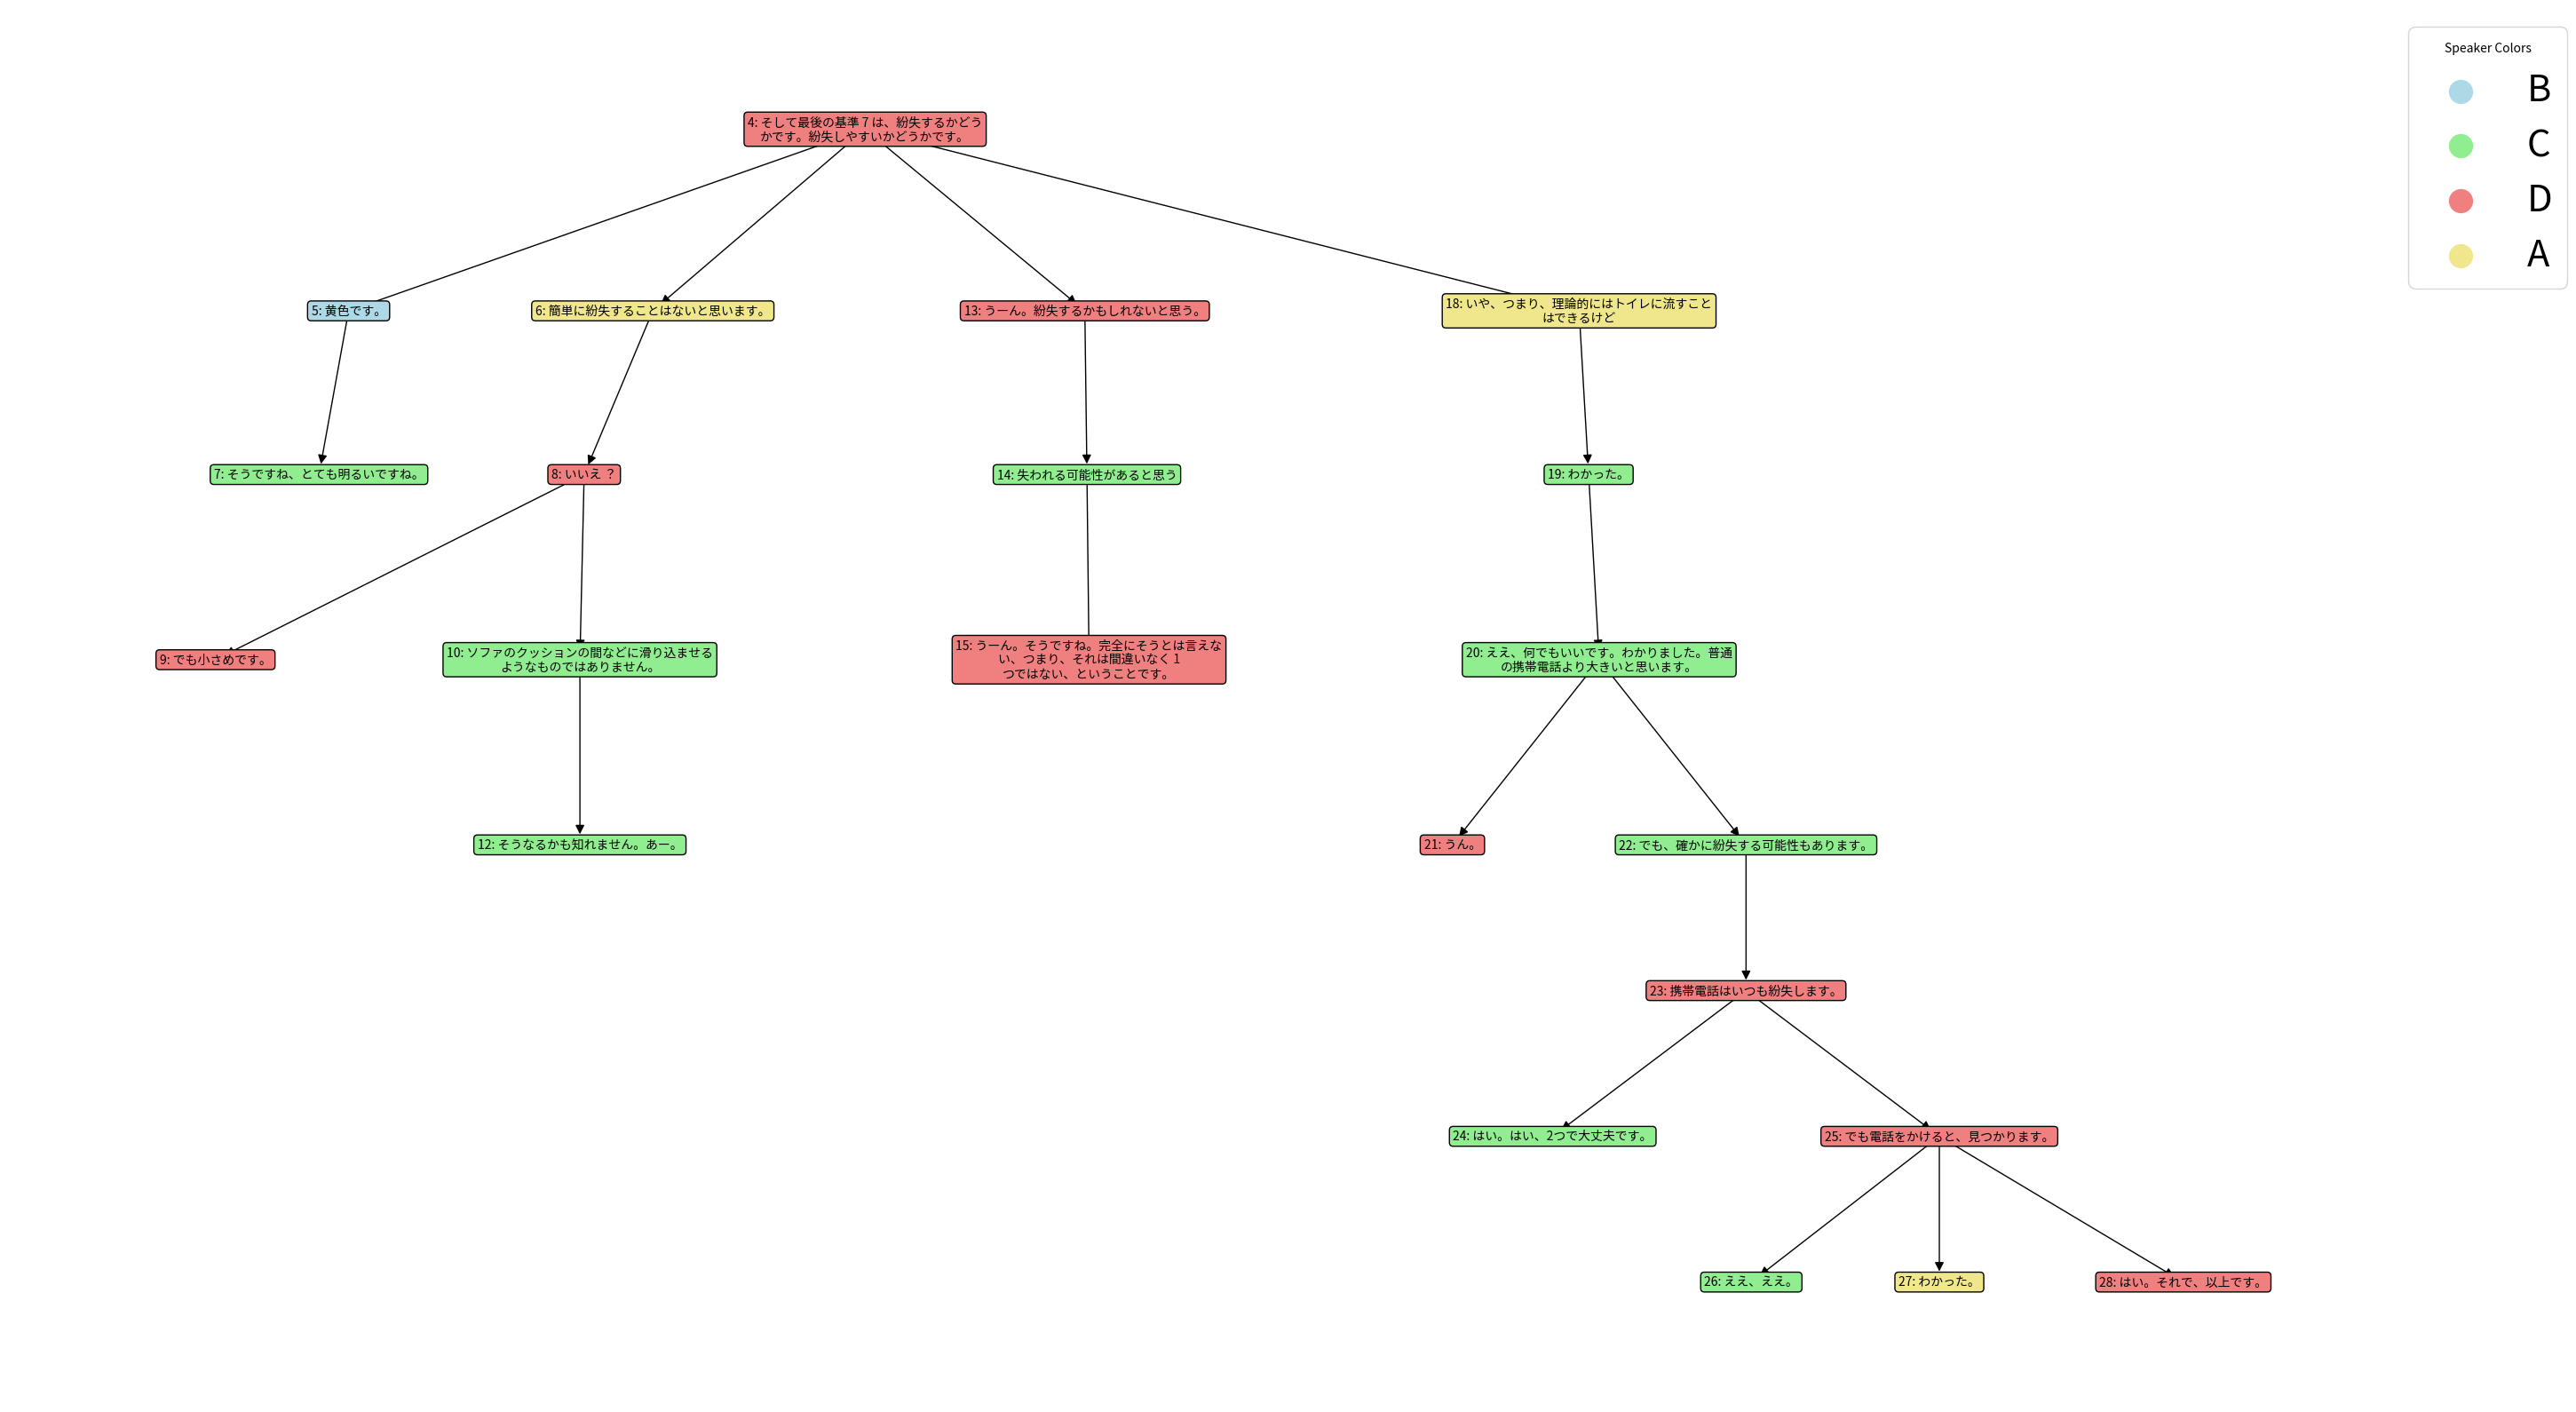 Speaker Colors
B
C
D
A
4: そして最後の基準７は、紛失するかどう
かです。紛失しやすいかどうかです。
5: 黄色です。
6: 簡単に紛失することはないと思います。
13: うーん。紛失するかもしれないと思う。
18: いや、つまり、理論的にはトイレに流すこと
はできるけど
7: そうですね、とても明るいですね。
8: いいえ ？
14: 失われる可能性があると思う
19: わかった。
9: でも小さめです。
10: ソファのクッションの間などに滑り込ませる
ようなものではありません。
15: うーん。そうですね。完全にそうとは言えな
い、つまり、それは間違いなく 1
つではない、ということです。
20: ええ、何でもいいです。わかりました。普通
の携帯電話より大きいと思います。
12: そうなるかも知れません。あー。
21: うん。
22: でも、確かに紛失する可能性もあります。
23: 携帯電話はいつも紛失します。
24: はい。はい、2つで大丈夫です。
25: でも電話をかけると、見つかります。
26: ええ、ええ。
27: わかった。
28: はい。それで、以上です。